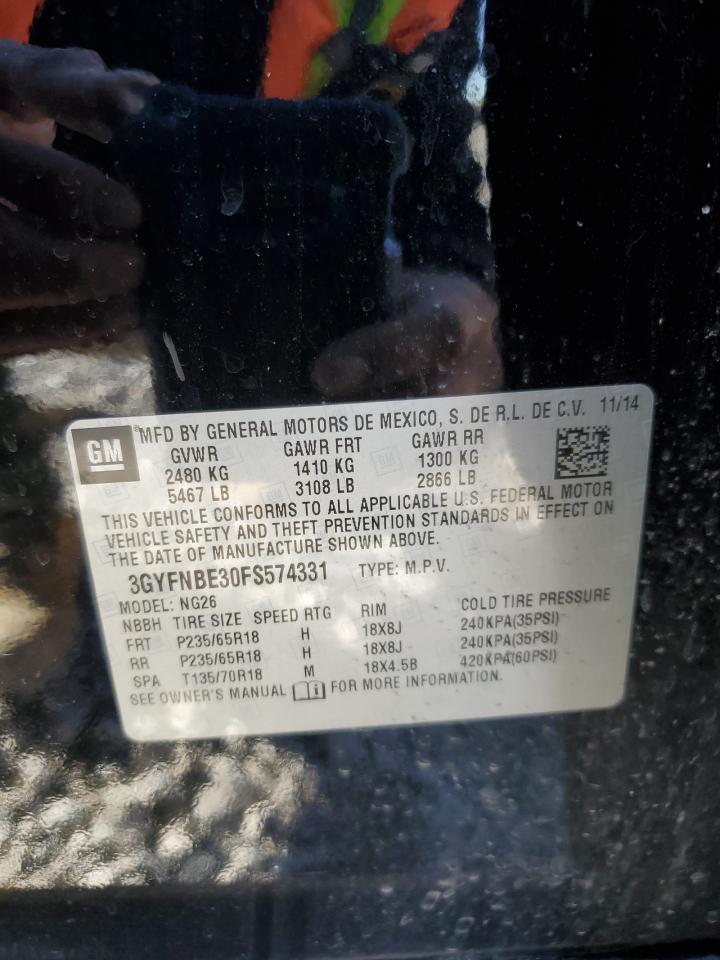 GM
®MFD BY GENERAL MOTORS DE MEXICO, S. DE R.L. DE C.V. 11/14
GVWR GAWR FRT GAWR RR
2480 KG 1410 KG 1300 KG
5467 LB 3108 LB 2866 LB
THIS VEHICLE CONFORMS TO ALL APPLICABLE U.S. FEDERAL MOTOR
VEHICLE SAFETY AND THEFT PREVENTION STANDARDS IN EFFECT ON
THE DATE OF MANUFACTURE SHOWN ABOVE.
3GYFNBE30FS574331 TYPE: M.P.V.
MODEL: NG26
NBBH TIRE SIZE SPEED RTG RIM COLD TIRE PRESSURE
FRT P235/65R18 H 18X8J 240KPA(35PSI)
RR P235/65R18 H 18X8J 240KPA(35PSI)
SPA T135/70R18 M 18X4.5B 420KPA(60PSI)
SEE OWNER'S MANUAL FOR MORE INFORMATION.